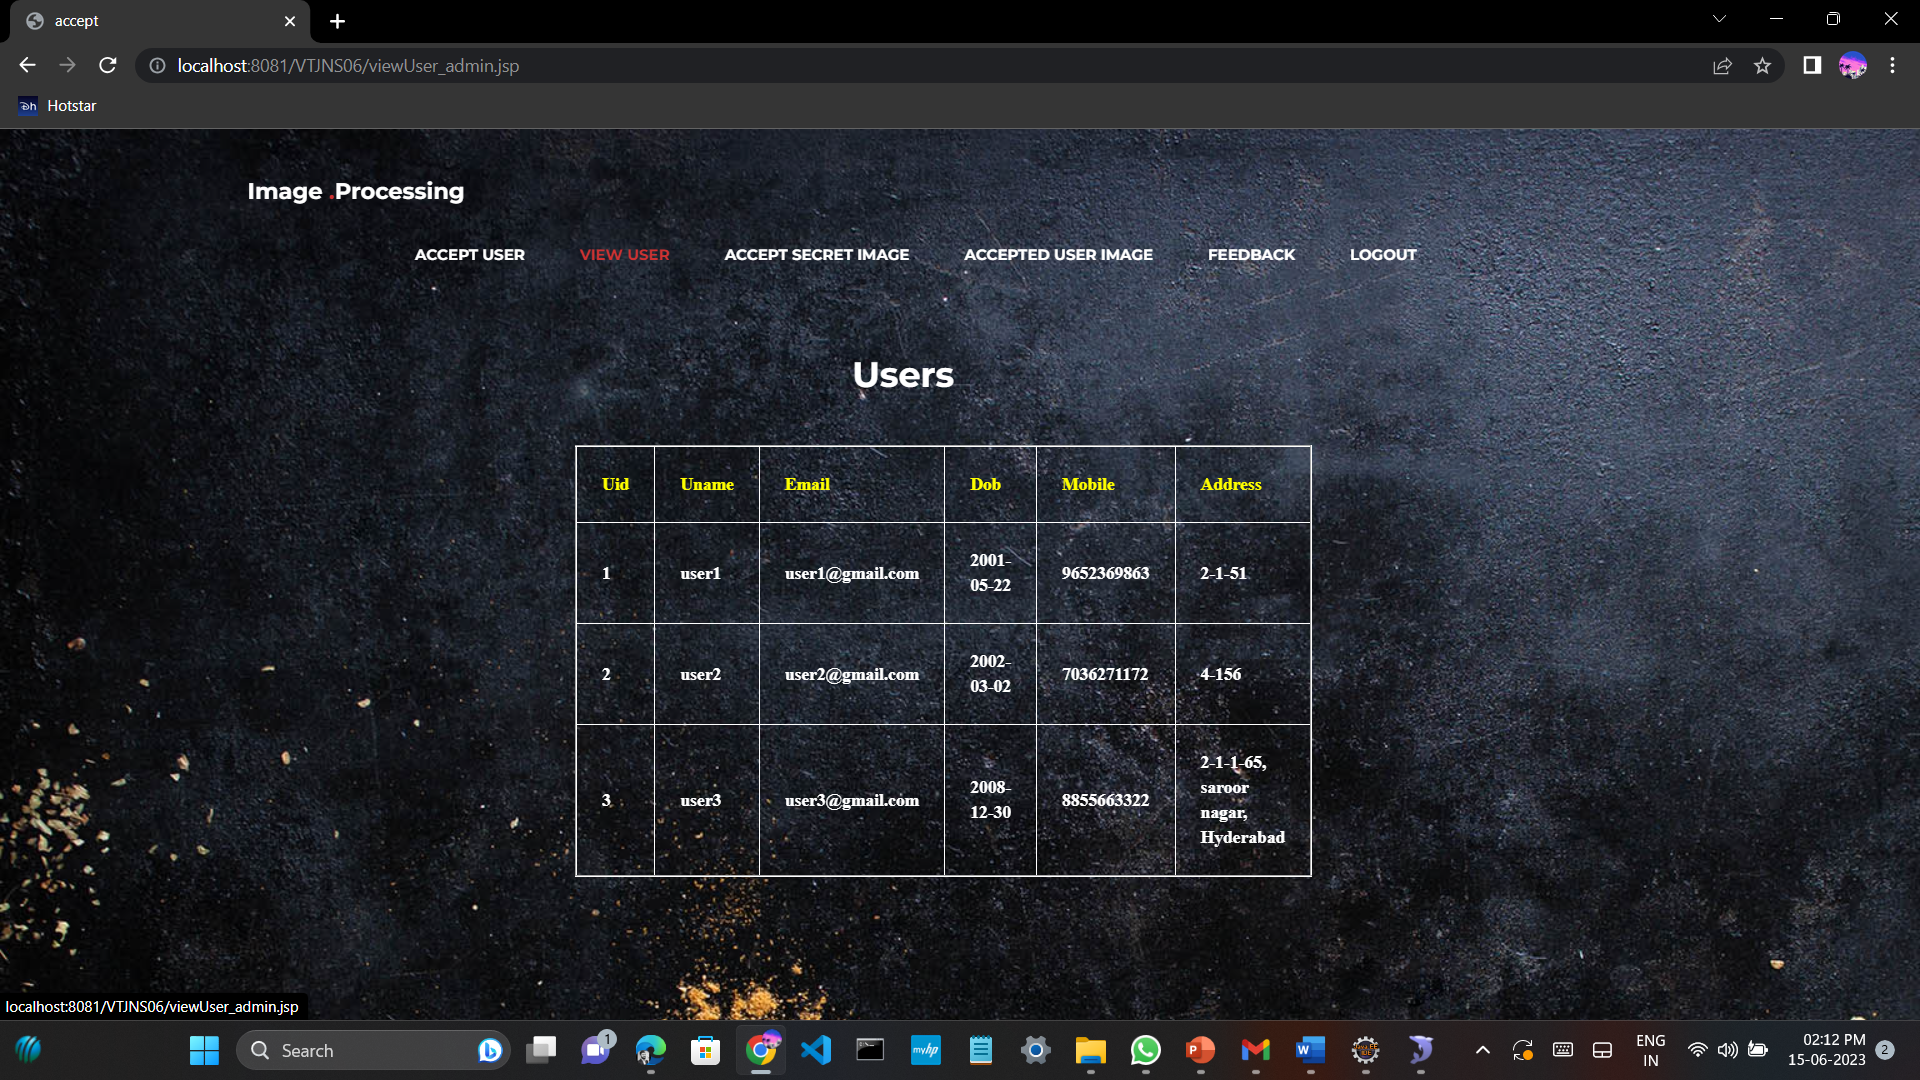 accept
localhost:8081/VTJNS06/viewUser_admin.jsp
Hotstar
Image .Processing
ACCEPT USER VIEW USER ACCEPT SECRET IMAGE ACCEPTED USER IMAGE FEEDBACK LOGOUT
Users
Uid Uname Email Dob Mobile Address
1 user1 user1@gmail.com 2001-
05-22 9652369863 2-1-51
2 user2 user2@gmail.com 2002-
03-02 7036271172 4-156
3 user3 user3@gmail.com 2008-
12-30 8855663322 2-1-1-65,
saroor
nagar,
Hyderabad
localhost:8081/VTJNS06/viewUser_admin.jsp
Search
1
myhp
ENG
IN
02:12 PM
15-06-2023
2